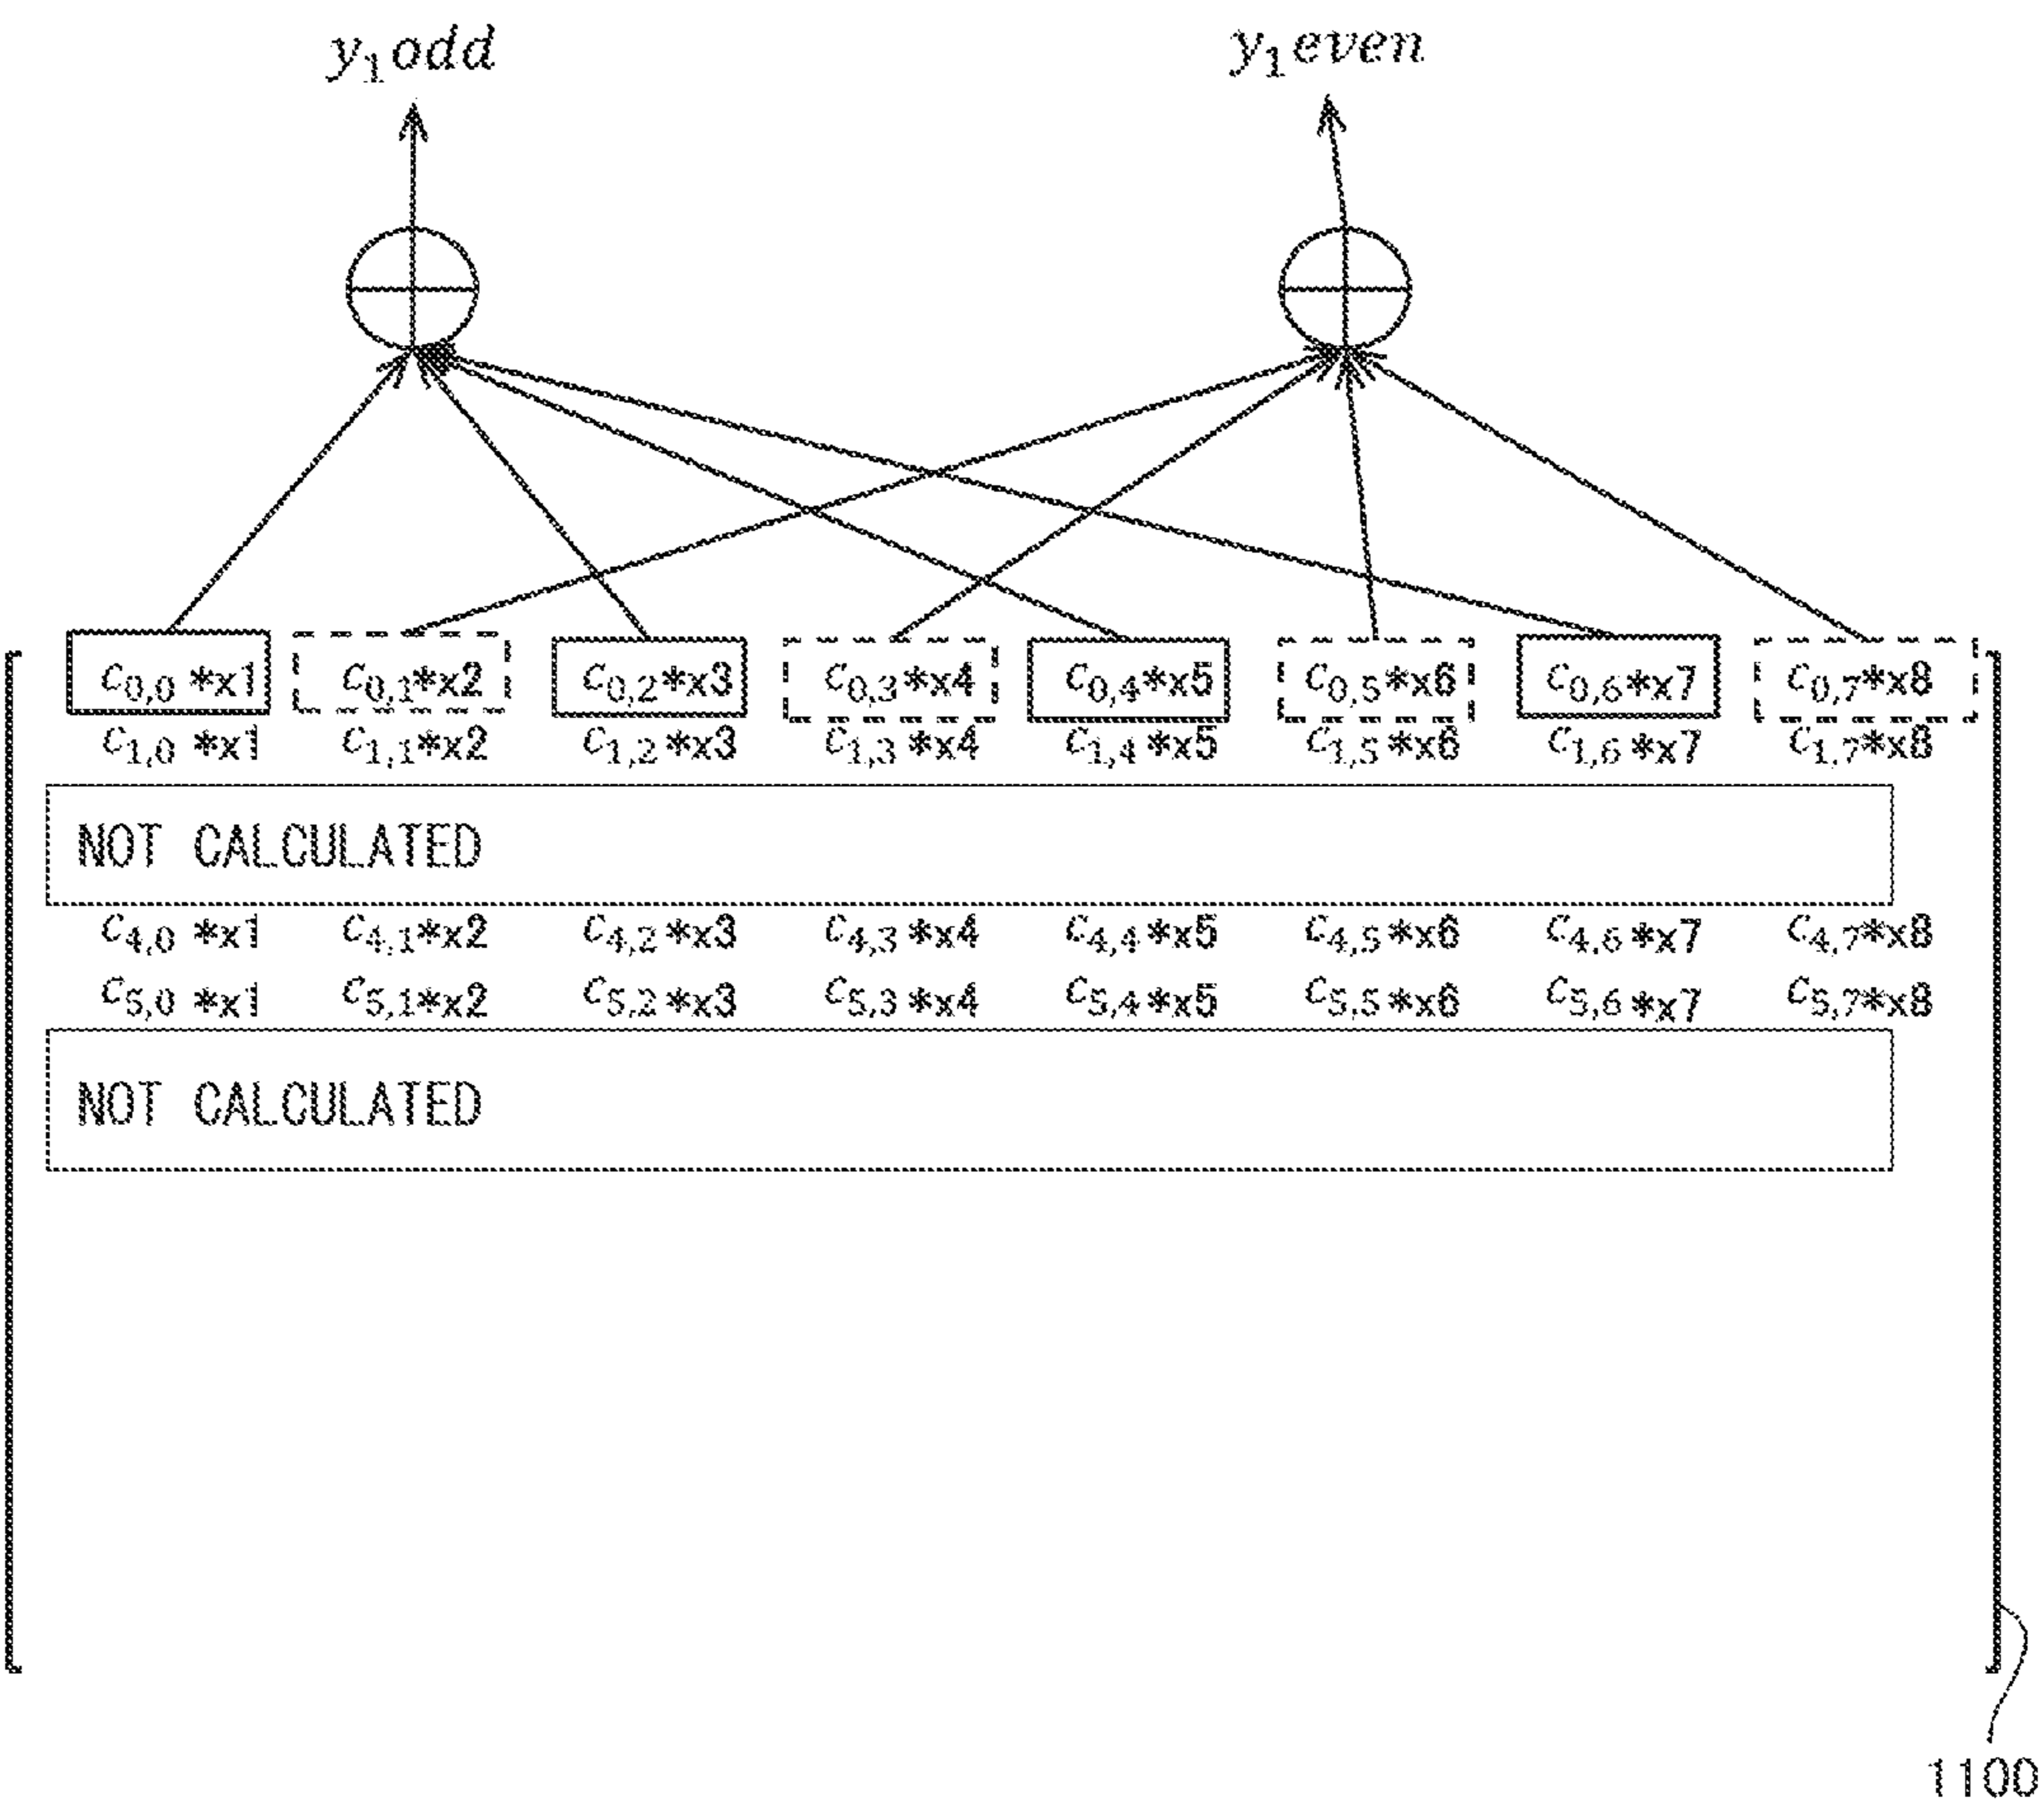 y₁odd y₁even
c₀,₀ *x1 c₀,₁*x2 c₀,₂*x3 c₀,₃*x4 c₀,₄*x5 c₀,₅*x6 c₀,₆*x7 c₀,₇*x8
c₁,₀ *x1 c₁,₁*x2 c₁,₂*x3 c₁,₃*x4 c₁,₄*x5 c₁,₅*x6 c₁,₆*x7 c₁,₇*x8
NOT CALCULATED
c₄,₀ *x1 c₄,₁*x2 c₄,₂*x3 c₄,₃*x4 c₄,₄*x5 c₄,₅*x6 c₄,₆*x7 c₄,₇*x8
c₅,₀ *x1 c₅,₁*x2 c₅,₂*x3 c₅,₃*x4 c₅,₄*x5 c₅,₅*x6 c₅,₆*x7 c₅,₇*x8
NOT CALCULATED
1100